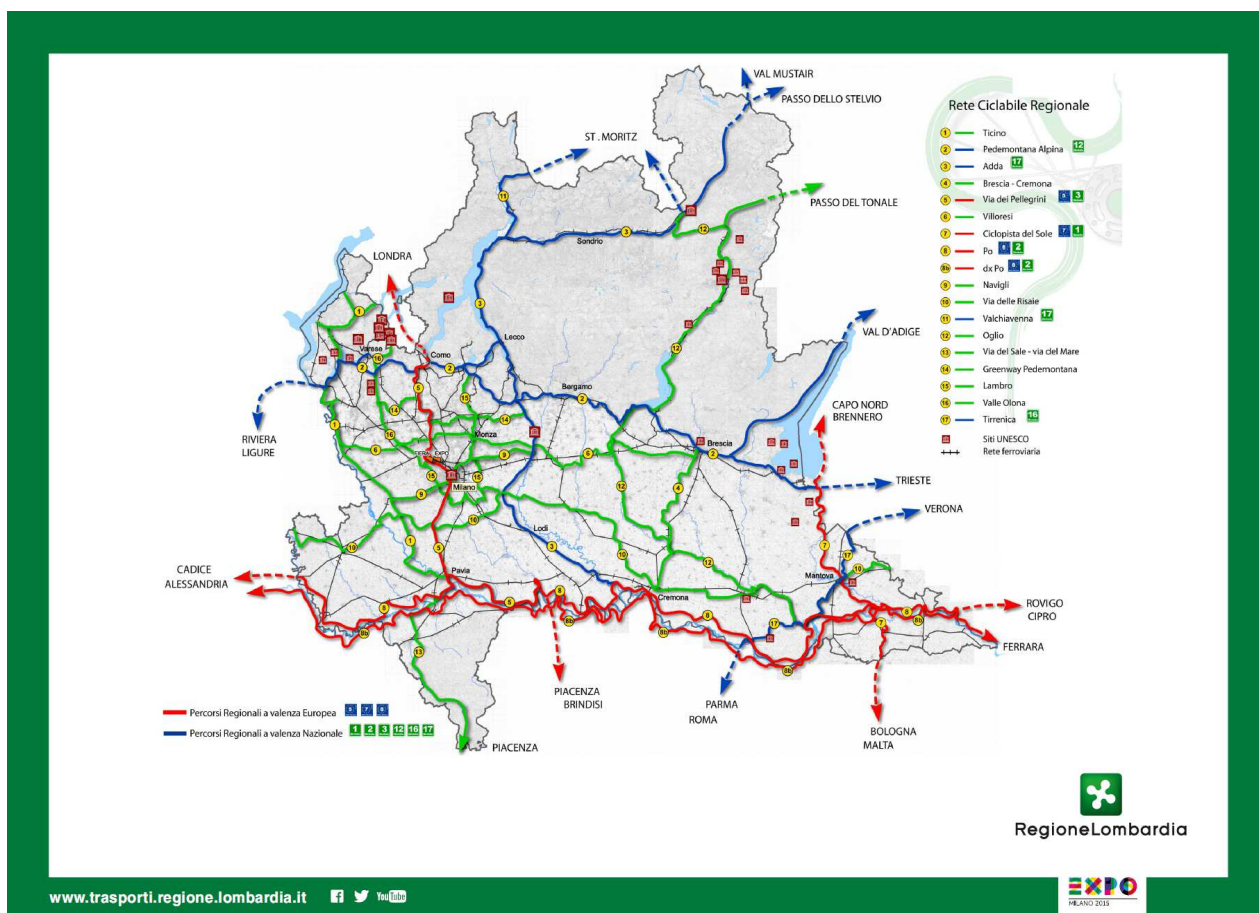 VAL MUSTAIR
PASSO DELLO STELVIO
ST . MORITZ
PASSO DEL TONALE
LONDRA
VAL D'ADIGE
CAPO NORD
BRENNERO
RIVIERA
LIGURE
TRIESTE
VERONA
CADICE
ALESSANDRIA
ROVIGO
CIPRO
FERRARA
PIACENZA
BRINDISI
PARMA
ROMA
BOLOGNA
MALTA
PIACENZA
Sondrio
Lecco
Como
Varese
Bergamo
Brescia
Monza
Milano
Lodi
Pavia
Cremona
Mantova
Rete Ciclabile Regionale
1 Ticino
2 Pedemontana Alpina 12
3 Adda 17
4 Brescia - Cremona
5 Via dei Pellegrini 5 3
6 Villoresi
7 Ciclopista del Sole 7 1
8 Po 8 2
8b dx Po 8 2
9 Navigli
10 Via delle Risaie
11 Valchiavenna 17
12 Oglio
13 Via del Sale - via del Mare
14 Greenway Pedemontana
15 Lambro
16 Valle Olona
17 Tirrenica 16
Siti UNESCO
Rete ferroviaria
Percorsi Regionali a valenza Europea 5 7 8
Percorsi Regionali a valenza Nazionale 1 2 3 12 16 17
RegioneLombardia
www.trasporti.regione.lombardia.it
YouTube
EXPO
MILANO 2015